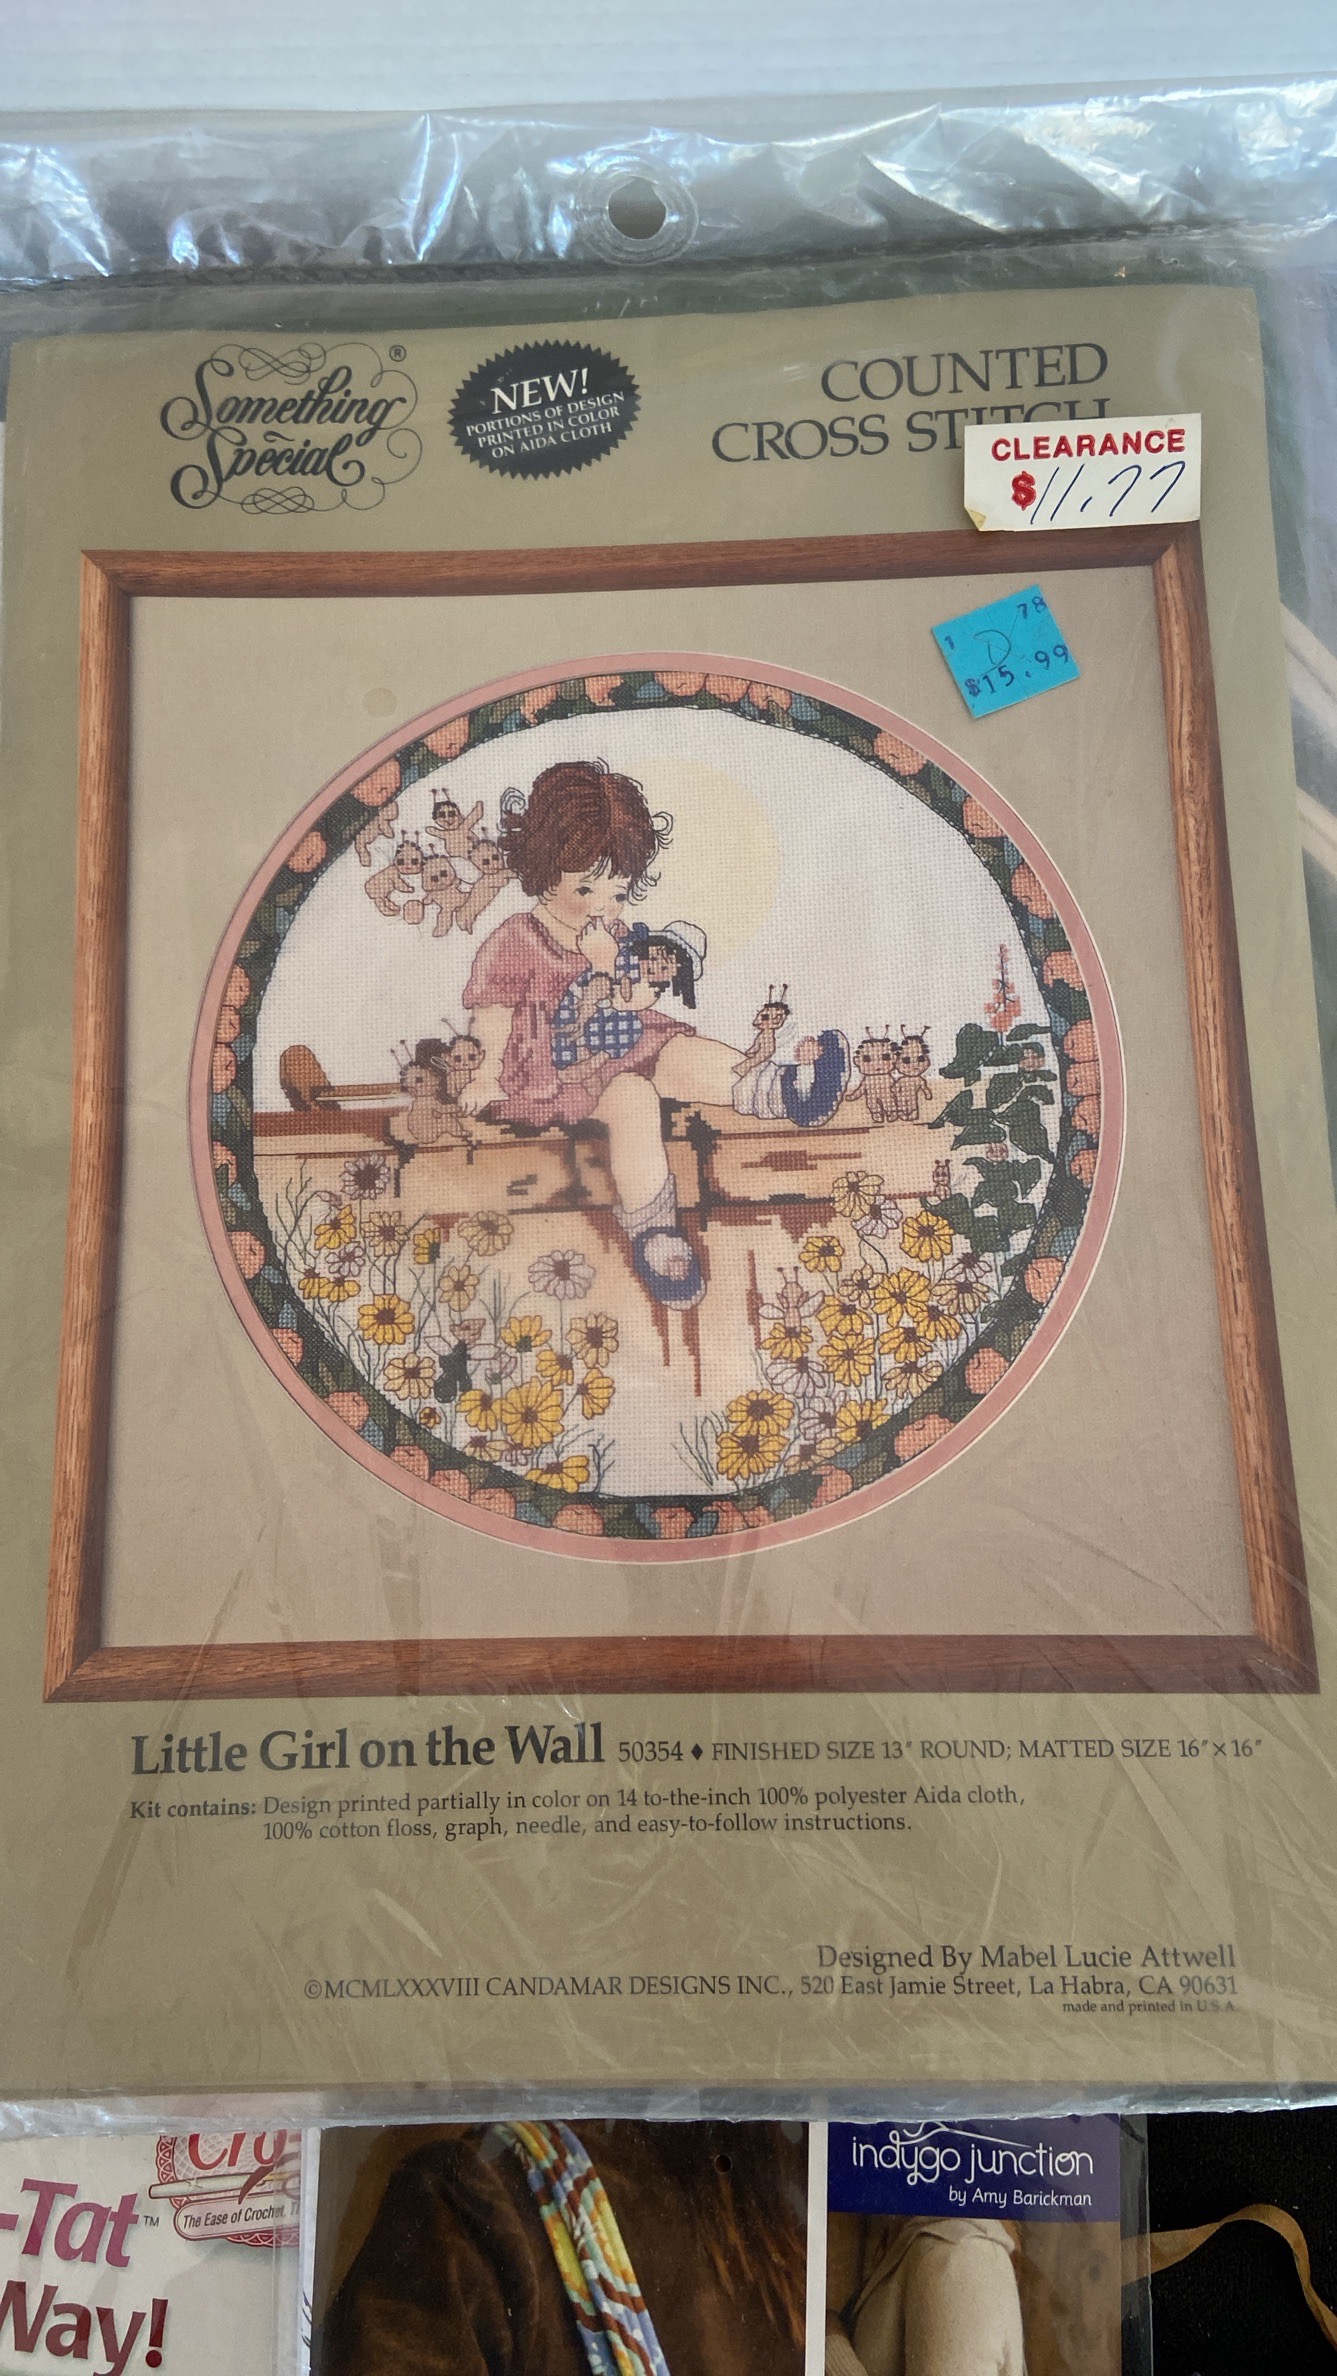 Something
Special®
NEW!
PORTIONS OF DESIGN
PRINTED IN COLOR
ON AIDA CLOTH
COUNTED
CROSS STITCH
CLEARANCE
$11.77
1 78
D
$15.99
Little Girl on the Wall 50354 ♦ FINISHED SIZE 13" ROUND; MATTED SIZE 16" × 16"
Kit contains: Design printed partially in color on 14 to-the-inch 100% polyester Aida cloth,
100% cotton floss, graph, needle, and easy-to-follow instructions.
Designed By Mabel Lucie Attwell
©MCMLXXXVIII CANDAMAR DESIGNS INC., 520 East Jamie Street, La Habra, CA 90631
made and printed in U.S.A.
Cro-
-Tat™
The Ease of Crochet, T
Way!
indygo junction
by Amy Barickman